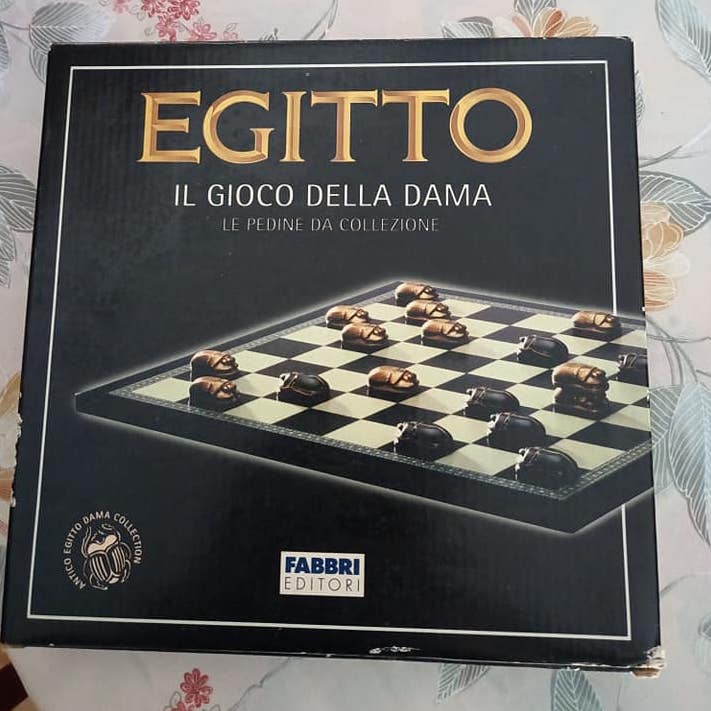 EGITTO
IL GIOCO DELLA DAMA
LE PEDINE DA COLLEZIONE
ANTICO EGITTO DAMA COLLECTION
FABBRI
EDITORI